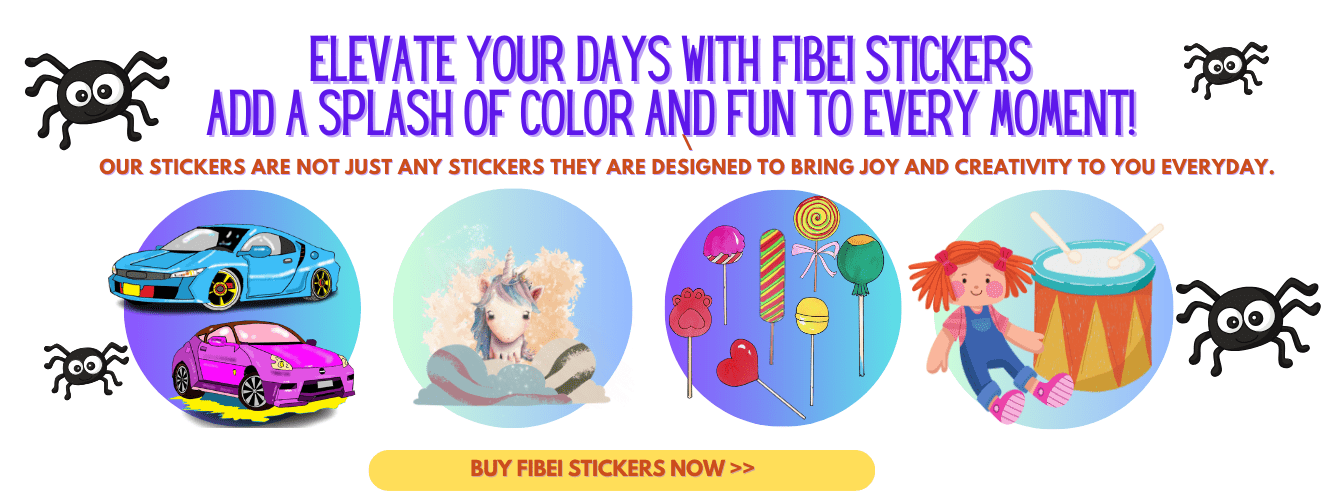 ELEVATE YOUR DAYS WITH FIBEI STICKERS
ADD A SPLASH OF COLOR AND FUN TO EVERY MOMENT!
\
OUR STICKERS ARE NOT JUST ANY STICKERS THEY ARE DESIGNED TO BRING JOY AND CREATIVITY TO YOU EVERYDAY.
BUY FIBEI STICKERS NOW >>